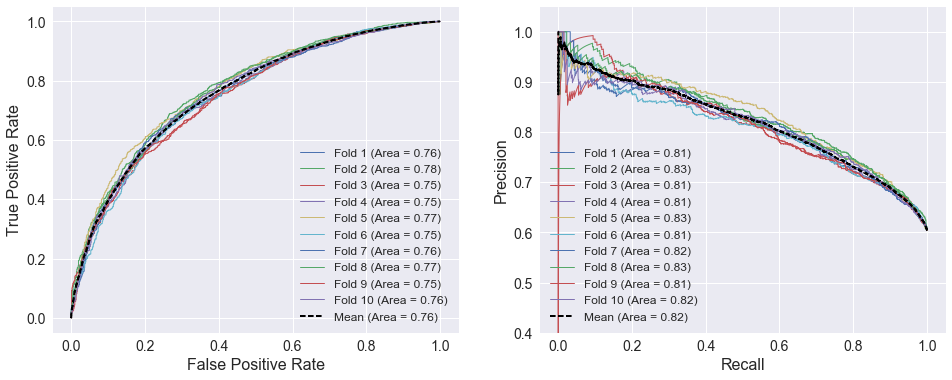 1.0
0.8
0.6
0.4
0.2
0.0
True Positive Rate
Fold 1 (Area = 0.76)
Fold 2 (Area = 0.78)
Fold 3 (Area = 0.75)
Fold 4 (Area = 0.75)
Fold 5 (Area = 0.77)
Fold 6 (Area = 0.75)
Fold 7 (Area = 0.76)
Fold 8 (Area = 0.77)
Fold 9 (Area = 0.75)
Fold 10 (Area = 0.76)
Mean (Area = 0.76)
0.0 0.2 0.4 0.6 0.8 1.0
False Positive Rate
1.0
0.9
0.8
0.7
0.6
0.5
0.4
Precision
Fold 1 (Area = 0.81)
Fold 2 (Area = 0.83)
Fold 3 (Area = 0.81)
Fold 4 (Area = 0.81)
Fold 5 (Area = 0.83)
Fold 6 (Area = 0.81)
Fold 7 (Area = 0.82)
Fold 8 (Area = 0.83)
Fold 9 (Area = 0.81)
Fold 10 (Area = 0.82)
Mean (Area = 0.82)
0.0 0.2 0.4 0.6 0.8 1.0
Recall